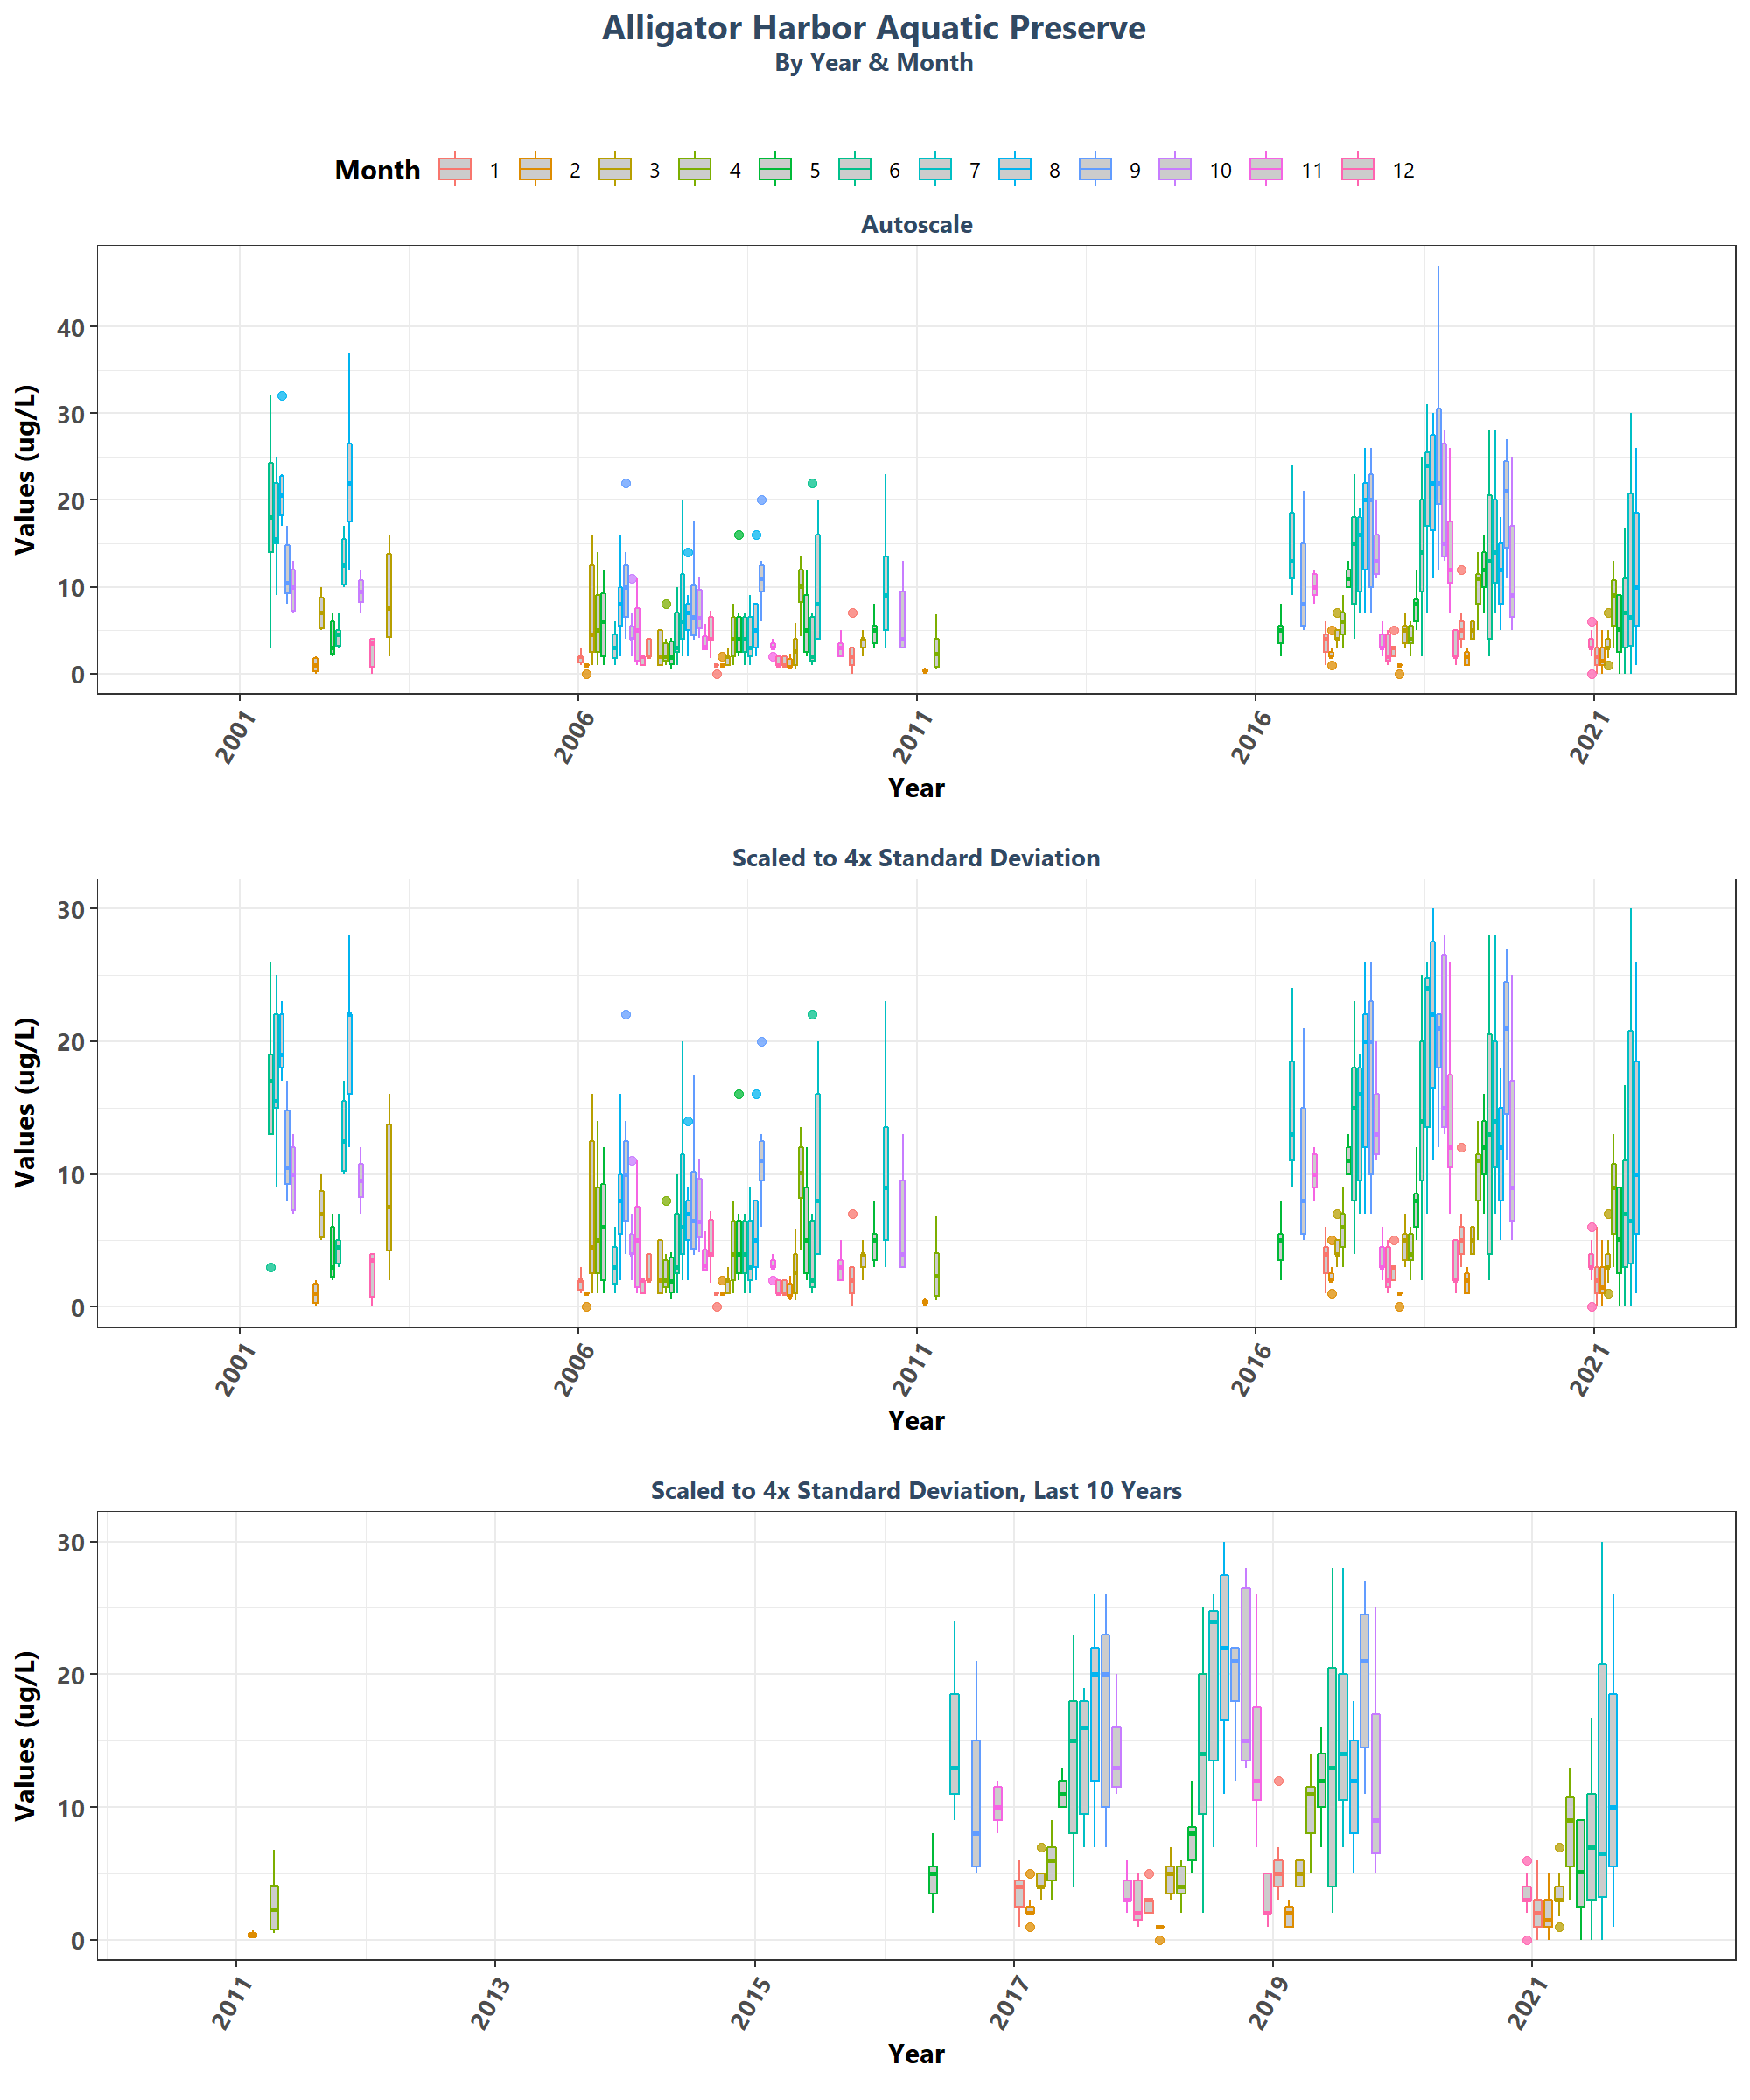 Alligator Harbor Aquatic Preserve
By Year & Month
Month 1 2 3 4 5 6 7 8 9 10 11 12
Autoscale
Values (ug/L)
40
30
20
10
0
2001 2006 2011 2016 2021
Year
Scaled to 4x Standard Deviation
Values (ug/L)
30
20
10
0
2001 2006 2011 2016 2021
Year
Scaled to 4x Standard Deviation, Last 10 Years
Values (ug/L)
30
20
10
0
2011 2013 2015 2017 2019 2021
Year